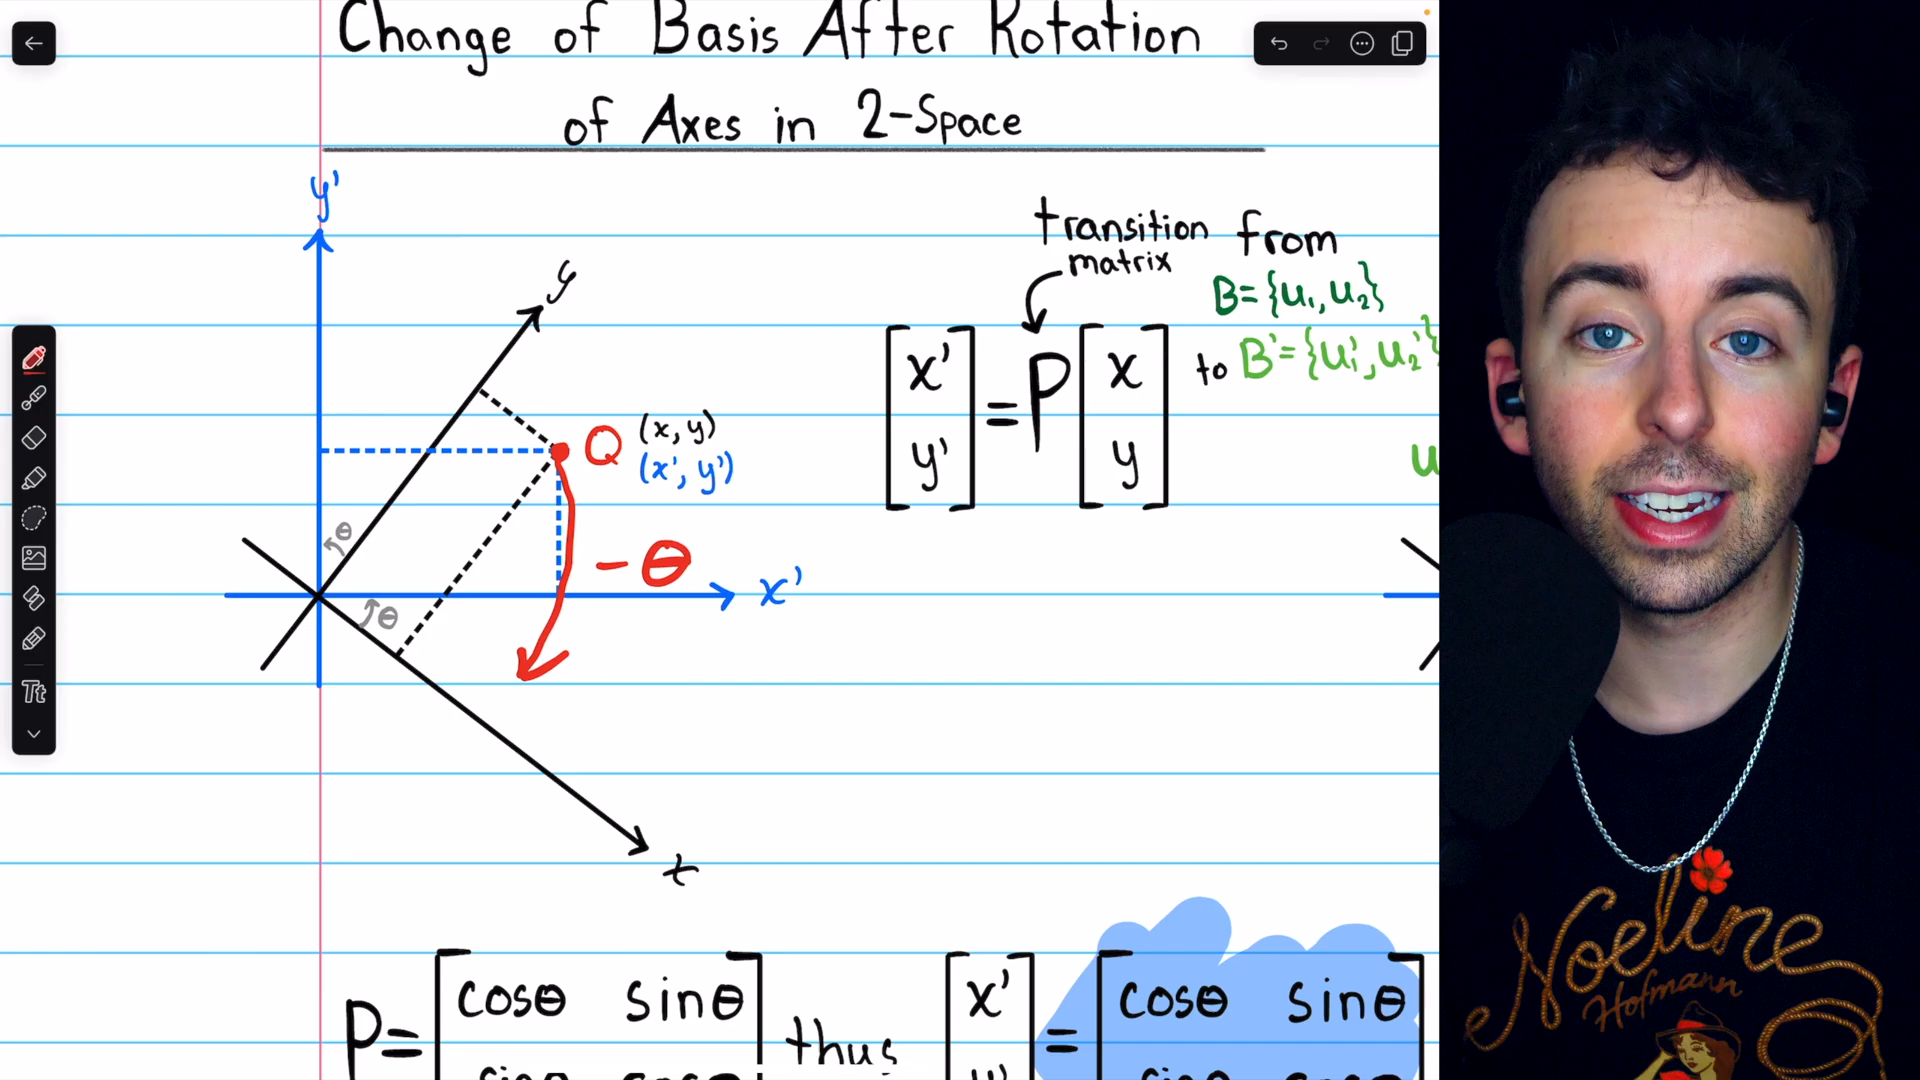 Change of Basis After Rotation
of Axes in 2-Space
y'
y
transition from
matrix
B={u₁,u₂}
to B'={u₁',u₂'}
[x' y'] = P [x y]
Q (x, y)
(x', y')
u
θ
-θ
x'
θ
x
P= [cosθ sinθ
thus [x' = [cosθ sinθ
Tt
Noeline
Hofmann